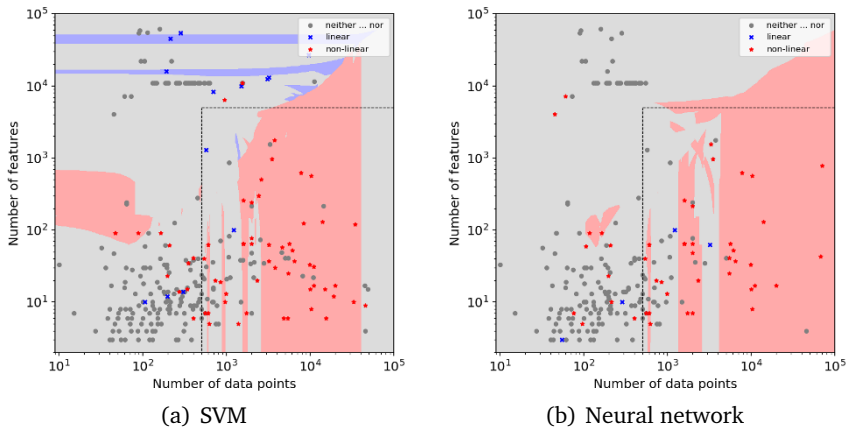 neither ... nor
linear
non-linear
10^5
10^4
10^3
10^2
10^1
Number of features
10^1 10^2 10^3 10^4 10^5
Number of data points
(a) SVM
neither ... nor
linear
non-linear
10^5
10^4
10^3
10^2
10^1
Number of features
10^1 10^2 10^3 10^4 10^5
Number of data points
(b) Neural network